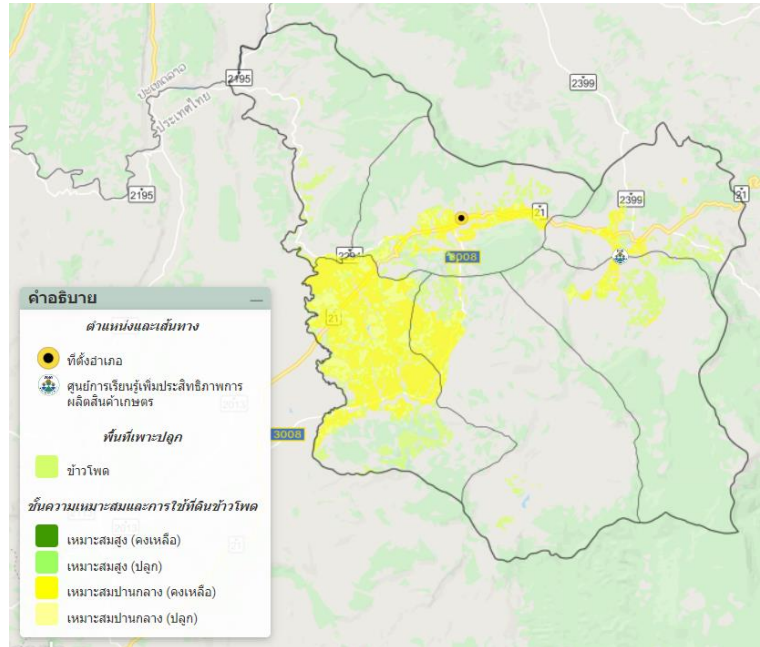 2195
ประเทศลาว
ประเทศไทย
2399
2195
2399
21
21
3008
คำอธิบาย
ตำแหน่งและเส้นทาง
21
ที่ตั้งอำเภอ
ศูนย์การเรียนรู้เพิ่มประสิทธิภาพการ
ผลิตสินค้าเกษตร
2013
3008
พื้นที่เพาะปลูก
ข้าวโพด
ชั้นความเหมาะสมและการใช้ที่ดินข้าวโพด
เหมาะสมสูง (คงเหลือ)
21
เหมาะสมสูง (ปลูก)
เหมาะสมปานกลาง (คงเหลือ)
เหมาะสมปานกลาง (ปลูก)